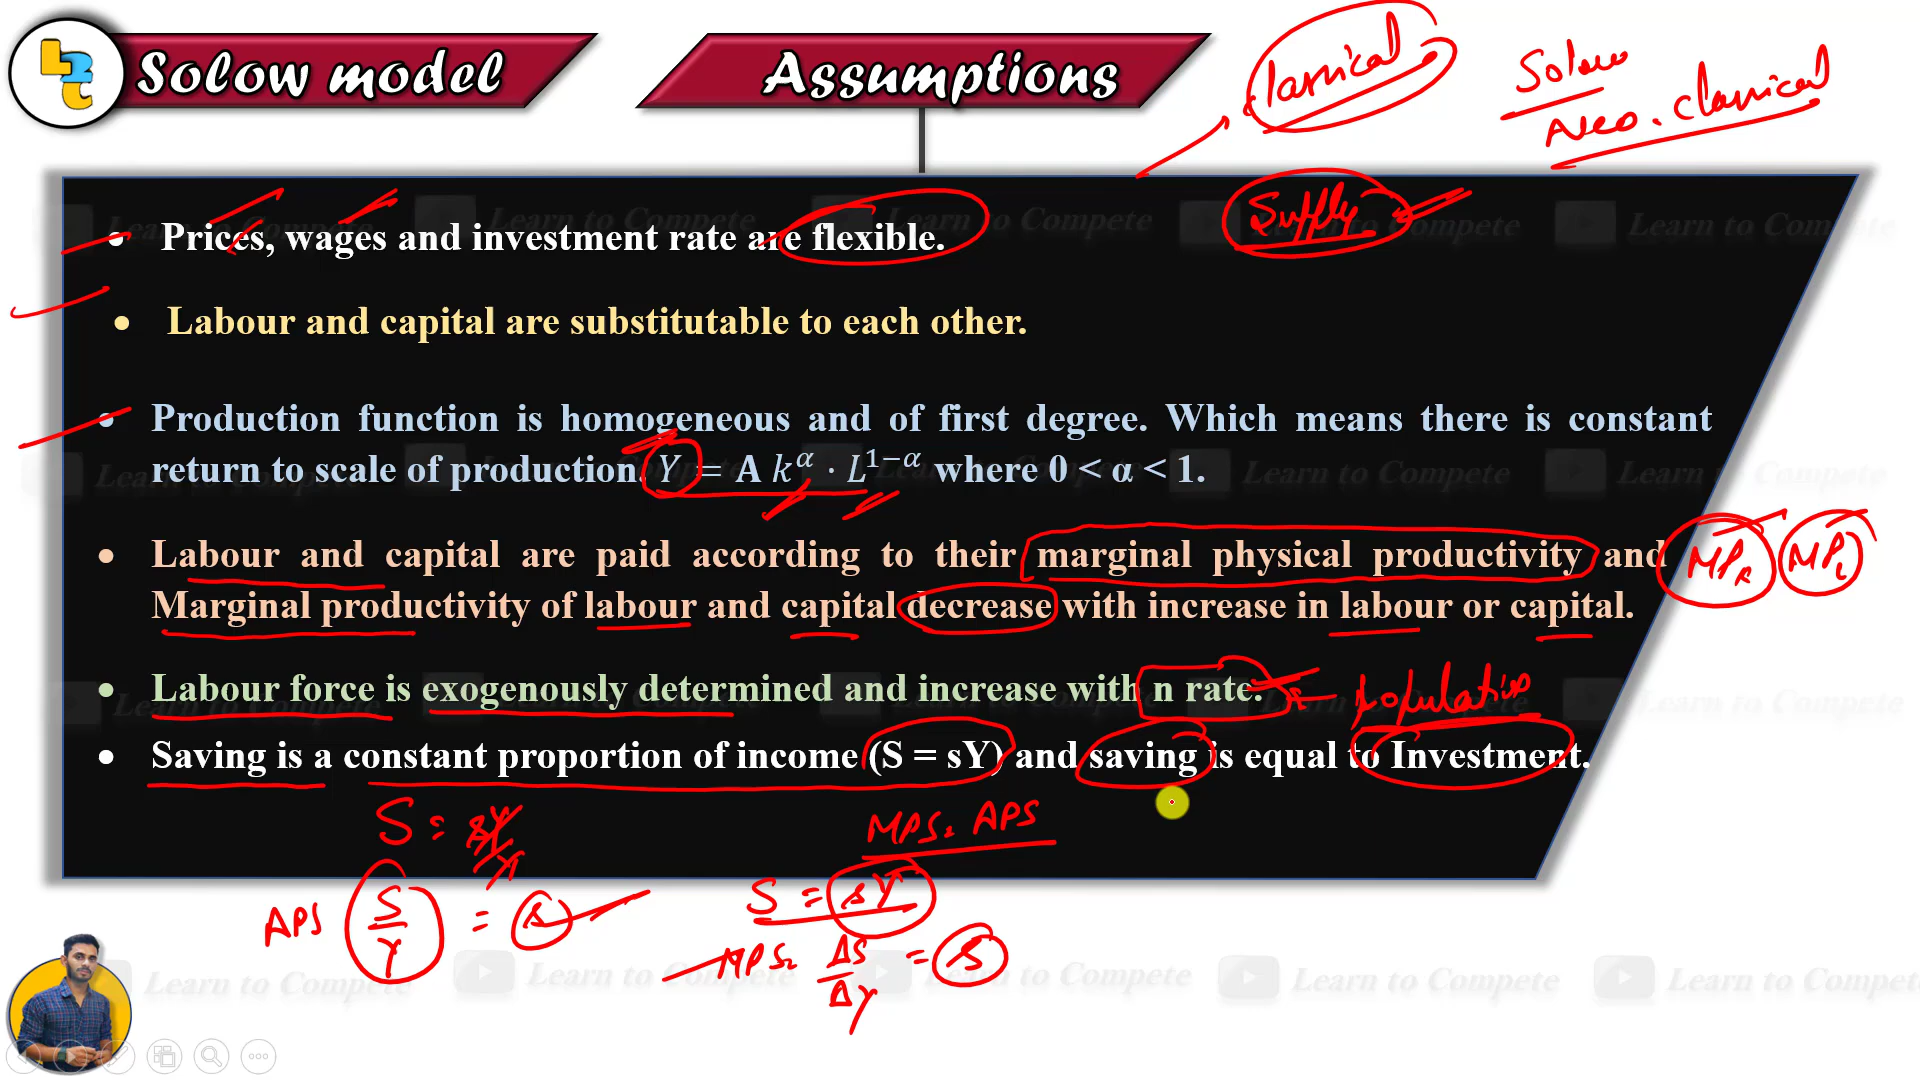 Solow model
Assumptions
Classical
Solow
Neo-classical
Supply
• Prices, wages and investment rate are flexible.
• Labour and capital are substitutable to each other.
• Production function is homogeneous and of first degree. Which means there is constant
return to scale of production. Y = A k^α · L^{1−α} where 0 < α < 1.
• Labour and capital are paid according to their marginal physical productivity and
MPK MPL
Marginal productivity of labour and capital decrease with increase in labour or capital.
• Labour force is exogenously determined and increase with n rate.
population
• Saving is a constant proportion of income (S = sY) and saving is equal to Investment.
S = sY
MPS = APS
APS S/Y = s
S = sY
MPS = ΔS/ΔY = s
Learn to Compete